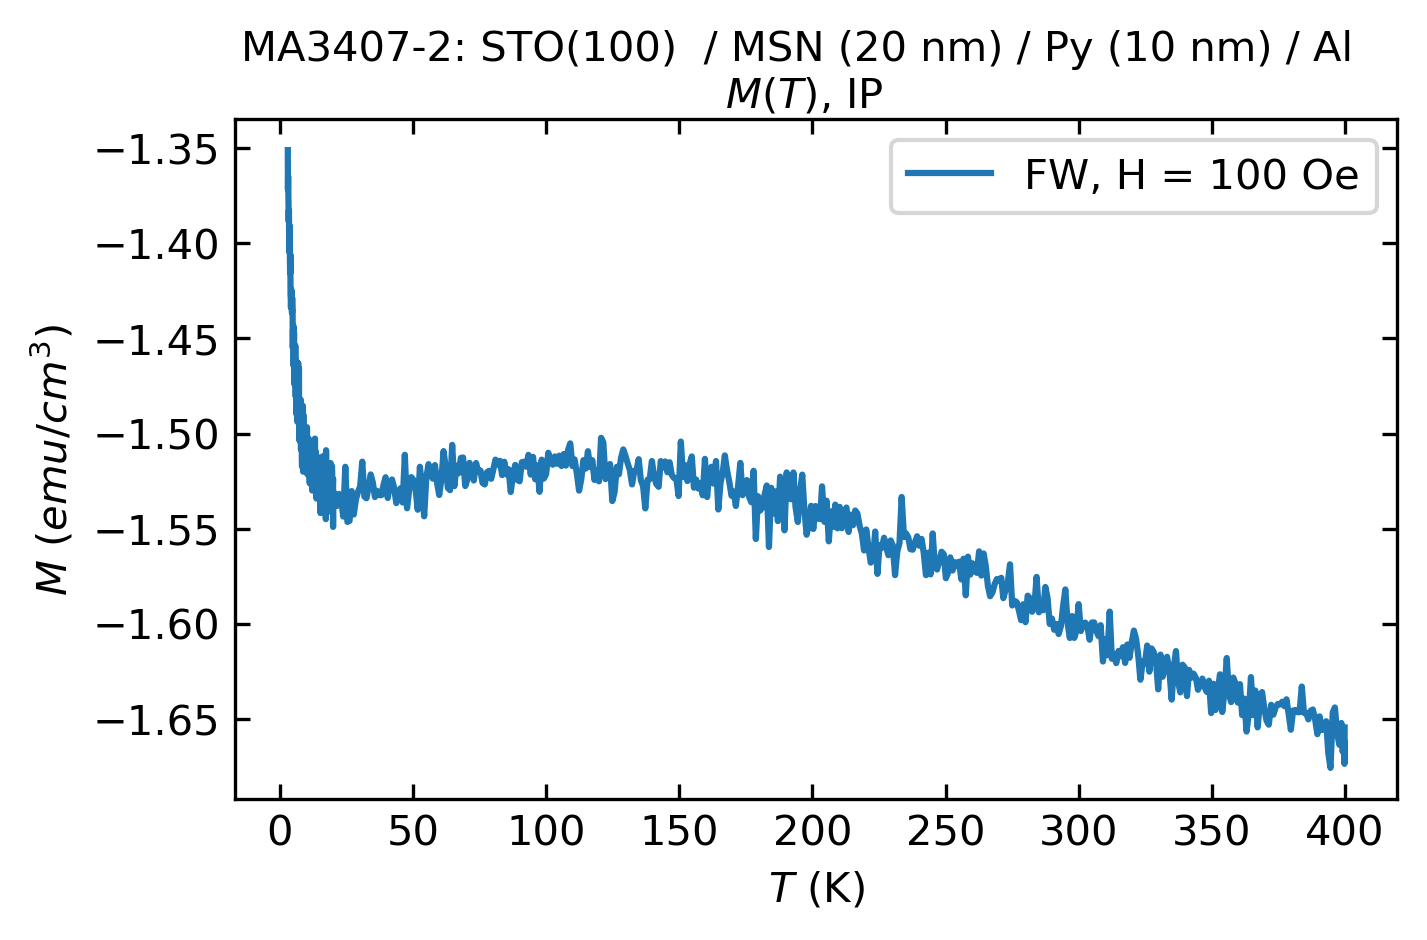 MA3407-2: STO(100)  / MSN (20 nm) / Py (10 nm) / Al
M(T), IP
FW, H = 100 Oe
−1.35
−1.40
−1.45
−1.50
−1.55
−1.60
−1.65
M (emu/cm³)
0 50 100 150 200 250 300 350 400
T (K)